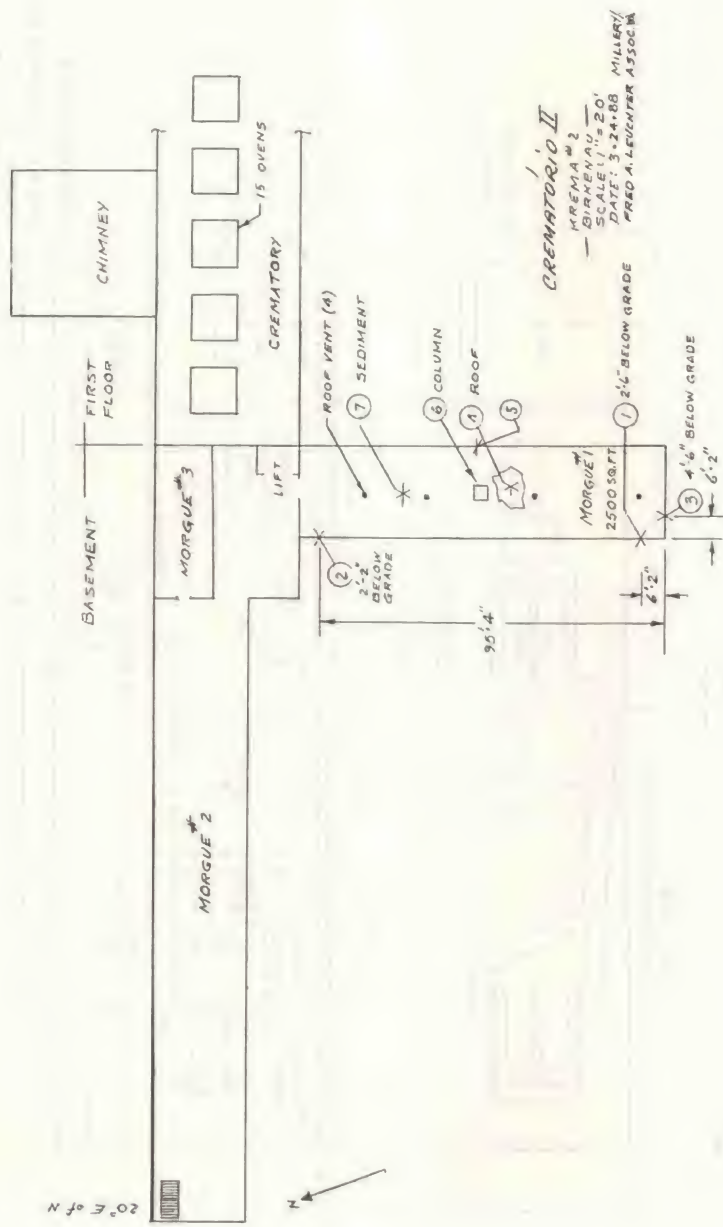 CHIMNEY
FIRST
FLOOR
BASEMENT
15 OVENS
CREMATORY
MORGUE # 3
LIFT
MORGUE # 2
ROOF VENT (4)
7 SEDIMENT
6 COLUMN
4 ROOF
5
2
2'-2"
BELOW
GRADE
MORGUE # 1
2500 SQ.FT.
1 2'6" BELOW GRADE
3 4'-6" BELOW GRADE
6'-2"
6'-2"
95'-4"
CREMATÓRIO II
KREMA # 2
— BIRKENAU —
SCALE: 1" = 20'
DATE: 3-24-88 MILLER/
FRED A. LEUCHTER ASSOC.
20° E of N
N